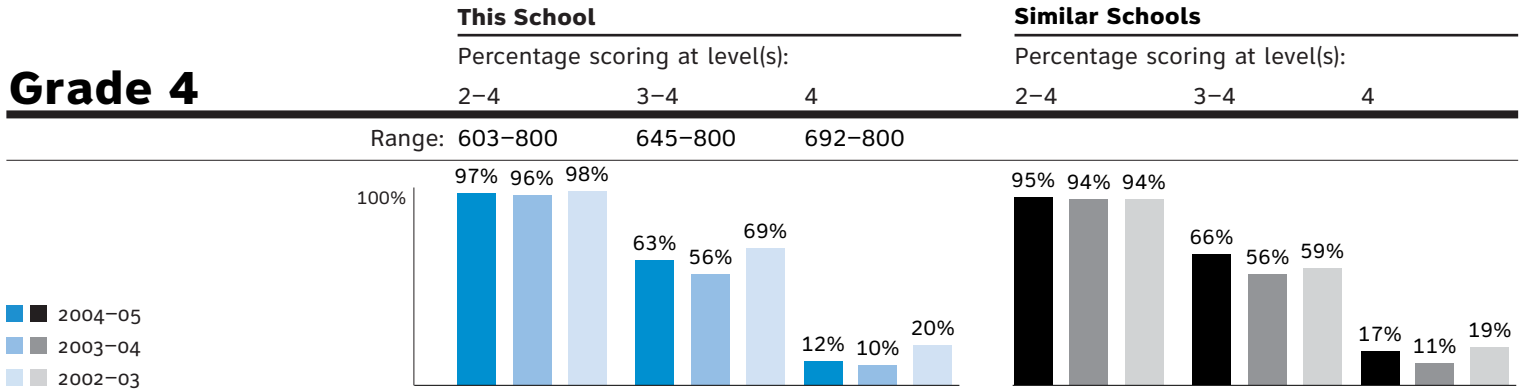 This School Similar Schools
Percentage scoring at level(s): Percentage scoring at level(s):
Grade 4
2–4 3–4 4 2–4 3–4 4
Range: 603–800 645–800 692–800
100%
97% 96% 98% 63% 56% 69% 12% 10% 20%
95% 94% 94% 66% 56% 59% 17% 11% 19%
2004–05
2003–04
2002–03